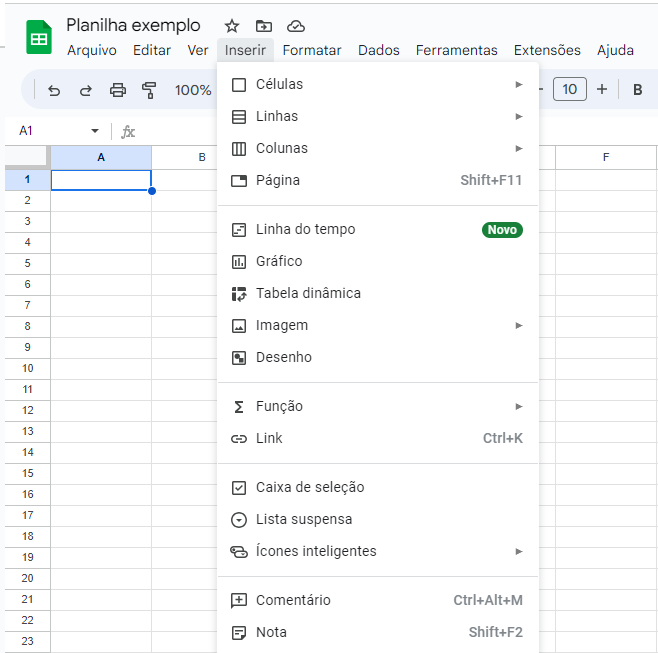 Planilha exemplo
Arquivo Editar Ver Inserir Formatar Dados Ferramentas Extensões Ajuda
100% 10 + B
A1 fx
A B F
1
2
3
4
5
6
7
8
9
10
11
12
13
14
15
16
17
18
19
20
21
22
23
Células
Linhas
Colunas
Página Shift+F11
Linha do tempo Novo
Gráfico
Tabela dinâmica
Imagem
Desenho
Função
Link Ctrl+K
Caixa de seleção
Lista suspensa
Ícones inteligentes
Comentário Ctrl+Alt+M
Nota Shift+F2